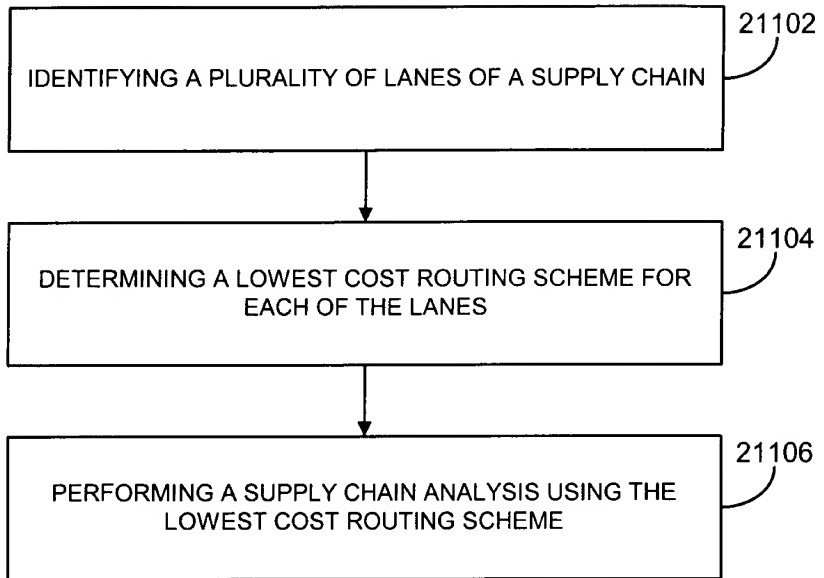 21102
IDENTIFYING A PLURALITY OF LANES OF A SUPPLY CHAIN
21104
DETERMINING A LOWEST COST ROUTING SCHEME FOR
EACH OF THE LANES
21106
PERFORMING A SUPPLY CHAIN ANALYSIS USING THE
LOWEST COST ROUTING SCHEME